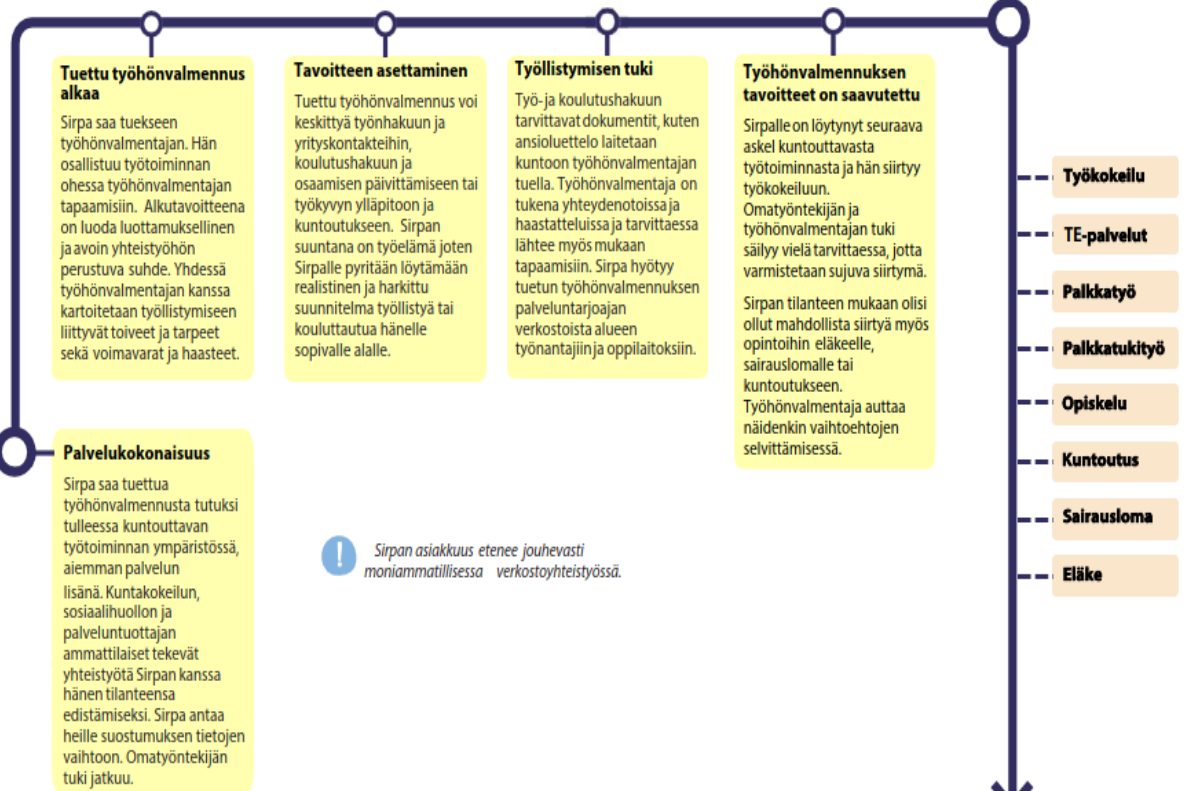 Tuettu työhönvalmennus
alkaa
Sirpa saa tuekseen
työhönvalmentajan. Hän
osallistuu työtoiminnan
ohessa työhönvalmentajan
tapaamisiin. Alkutavoitteena
on luoda luottamuksellinen
ja avoin yhteistyöhön
perustuva suhde. Yhdessä
työhönvalmentajan kanssa
kartoitetaan työllistymiseen
liittyvät toiveet ja tarpeet
sekä voimavarat ja haasteet.
Tavoitteen asettaminen
Tuettu työhönvalmennus voi
keskittyä työnhakuun ja
yrityskontakteihin,
koulutushakuun ja
osaamisen päivittämiseen tai
työkyvyn ylläpitoon ja
kuntoutukseen. Sirpan
suuntana on työelämä joten
Sirpalle pyritään löytämään
realistinen ja harkittu
suunnitelma työllistyä tai
kouluttautua hänelle
sopivalle alalle.
Työllistymisen tuki
Työ-ja koulutushakuun
tarvittavat dokumentit, kuten
ansioluettelo laitetaan
kuntoon työhönvalmentajan
tuella. Työhönvalmentaja on
tukena yhteydenotoissa ja
haastatteluissa ja tarvittaessa
lähtee myös mukaan
tapaamisiin. Sirpa hyötyy
tuetun työhönvalmennuksen
palveluntarjoajan
verkostoista alueen
työnantajiin ja oppilaitoksiin.
Työhönvalmennuksen
tavoitteet on saavutettu
Sirpalle on löytynyt seuraava
askel kuntouttavasta
työtoiminnasta ja hän siirtyy
työkokeiluun.
Omatyöntekijän ja
työhönvalmentajan tuki
säilyy vielä tarvittaessa, jotta
varmistetaan sujuva siirtymä.
Sirpan tilanteen mukaan olisi
ollut mahdollista siirtyä myös
opintoihin eläkeelle,
sairauslomalle tai
kuntoutukseen.
Työhönvalmentaja auttaa
näidenkin vaihtoehtojen
selvittämisessä.
Työkokeilu
TE-palvelut
Palkkatyö
Palkkatukityö
Opiskelu
Kuntoutus
Sairausloma
Eläke
Palvelukokonaisuus
Sirpa saa tuettua
työhönvalmennusta tutuksi
tulleessa kuntouttavan
työtoiminnan ympäristössä,
aiemman palvelun
lisänä. Kuntakokeilun,
sosiaalihuollon ja
palveluntuottajan
ammattilaiset tekevät
yhteistyötä Sirpan kanssa
hänen tilanteensa
edistämiseksi. Sirpa antaa
heille suostumuksen tietojen
vaihtoon. Omatyöntekijän
tuki jatkuu.
! Sirpan asiakkuus etenee jouhevasti
moniammatillisessa verkostoyhteistyössä.